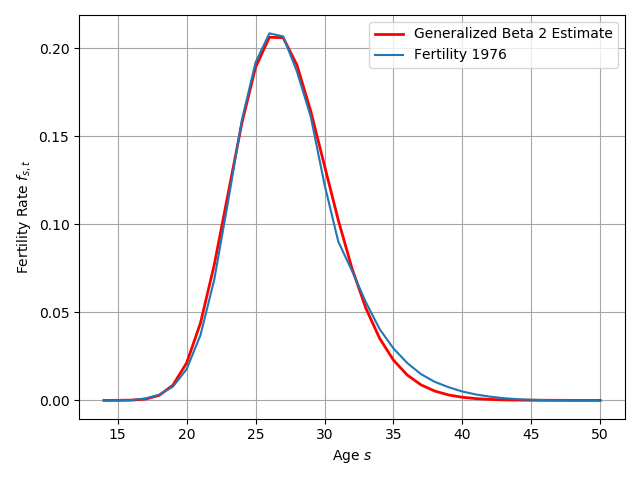 Generalized Beta 2 Estimate
Fertility 1976
Fertility Rate $f_{s,t}$
0.20
0.15
0.10
0.05
0.00
15 20 25 30 35 40 45 50
Age $s$